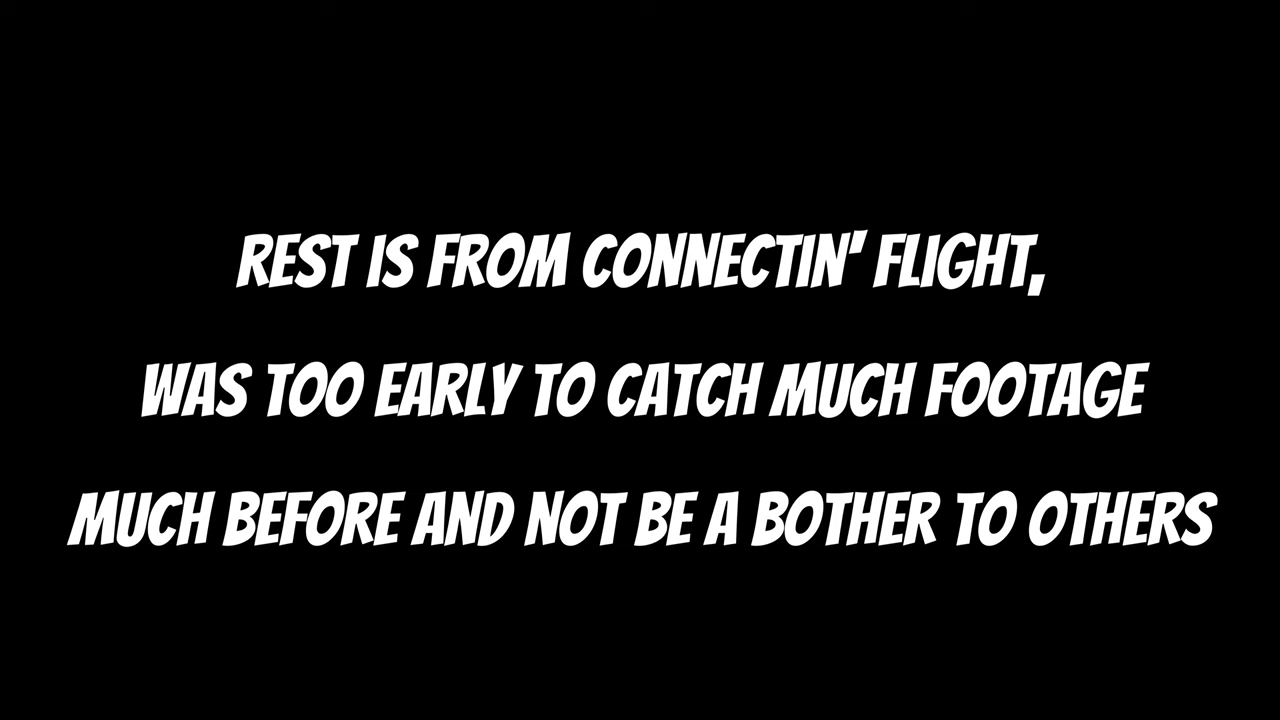 REST IS FROM CONNECTIN' FLIGHT,
WAS TOO EARLY TO CATCH MUCH FOOTAGE
MUCH BEFORE AND NOT BE A BOTHER TO OTHERS